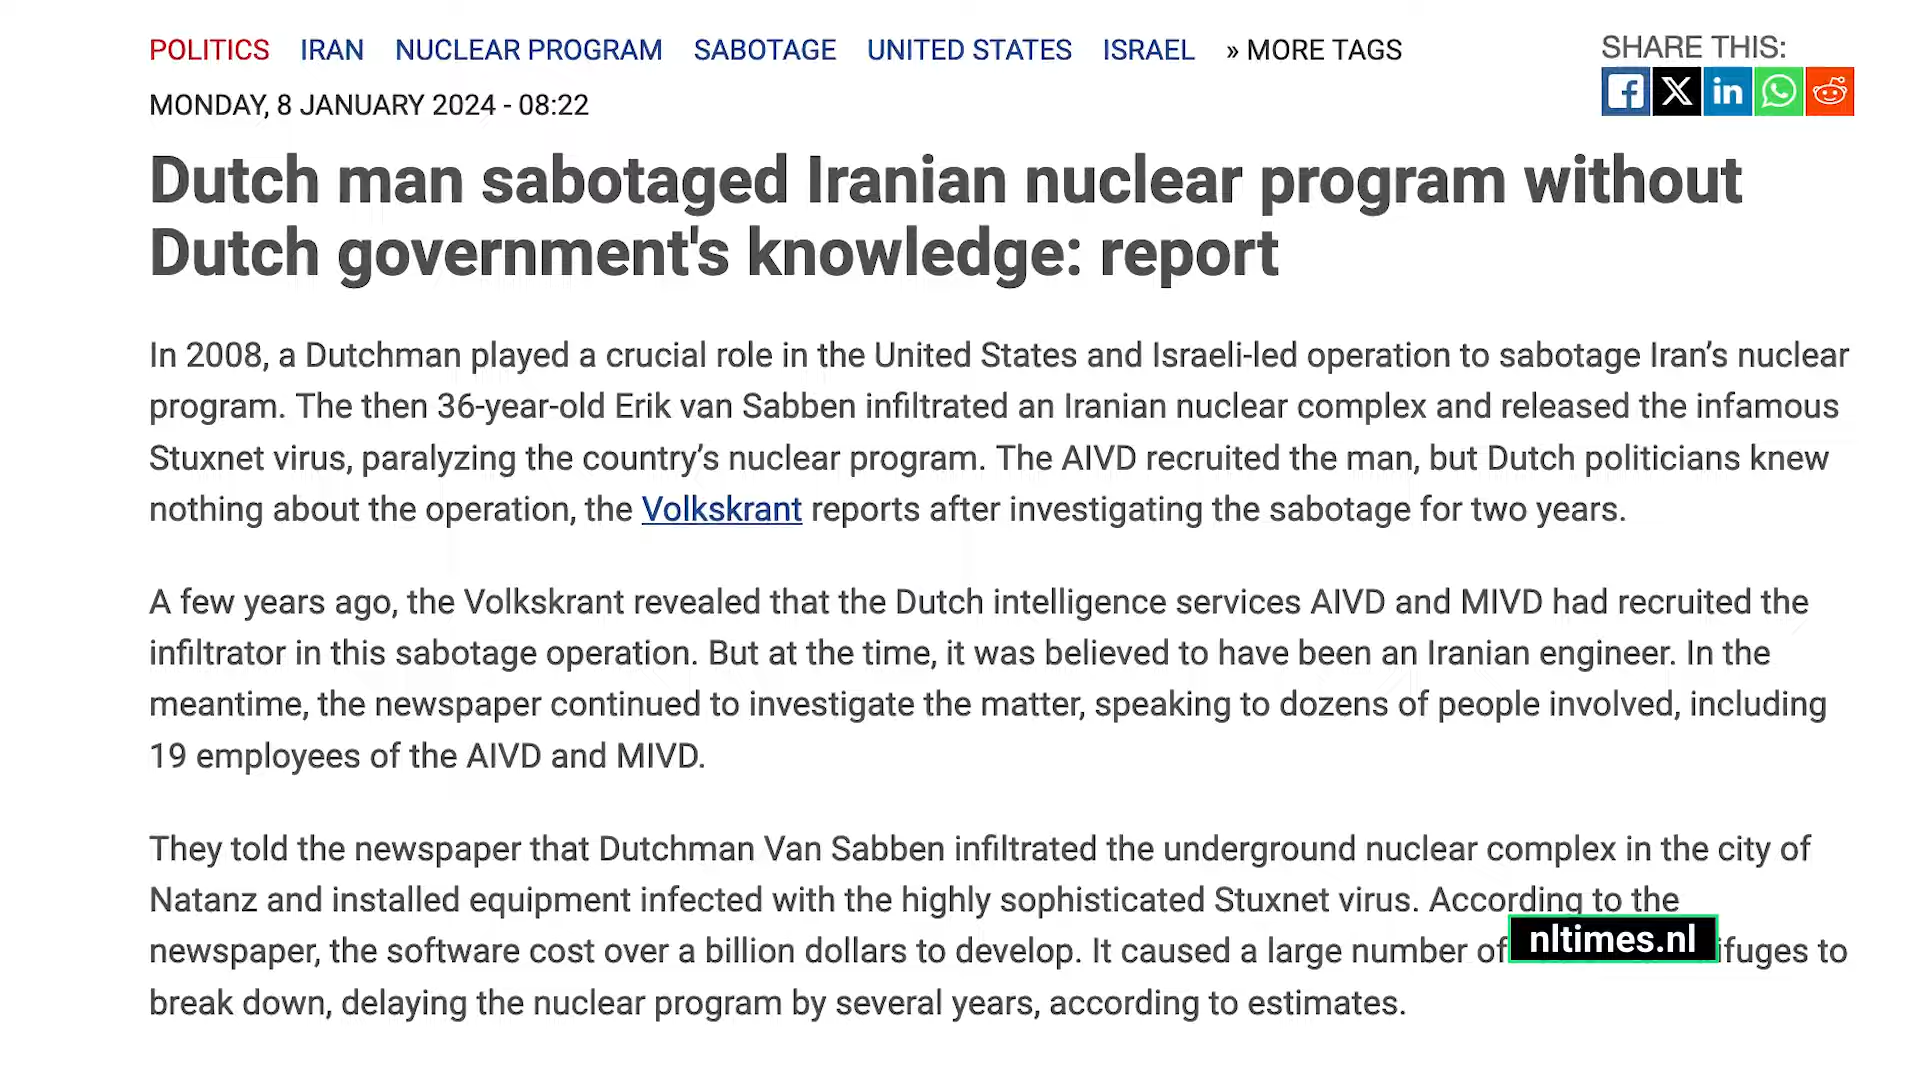 POLITICS IRAN NUCLEAR PROGRAM SABOTAGE UNITED STATES ISRAEL » MORE TAGS
SHARE THIS:
MONDAY, 8 JANUARY 2024 - 08:22
Dutch man sabotaged Iranian nuclear program without
Dutch government's knowledge: report
In 2008, a Dutchman played a crucial role in the United States and Israeli-led operation to sabotage Iran’s nuclear
program. The then 36-year-old Erik van Sabben infiltrated an Iranian nuclear complex and released the infamous
Stuxnet virus, paralyzing the country’s nuclear program. The AIVD recruited the man, but Dutch politicians knew
nothing about the operation, the Volkskrant reports after investigating the sabotage for two years.
A few years ago, the Volkskrant revealed that the Dutch intelligence services AIVD and MIVD had recruited the
infiltrator in this sabotage operation. But at the time, it was believed to have been an Iranian engineer. In the
meantime, the newspaper continued to investigate the matter, speaking to dozens of people involved, including
19 employees of the AIVD and MIVD.
They told the newspaper that Dutchman Van Sabben infiltrated the underground nuclear complex in the city of
Natanz and installed equipment infected with the highly sophisticated Stuxnet virus. According to the
newspaper, the software cost over a billion dollars to develop. It caused a large number of ifuges to
nltimes.nl
break down, delaying the nuclear program by several years, according to estimates.